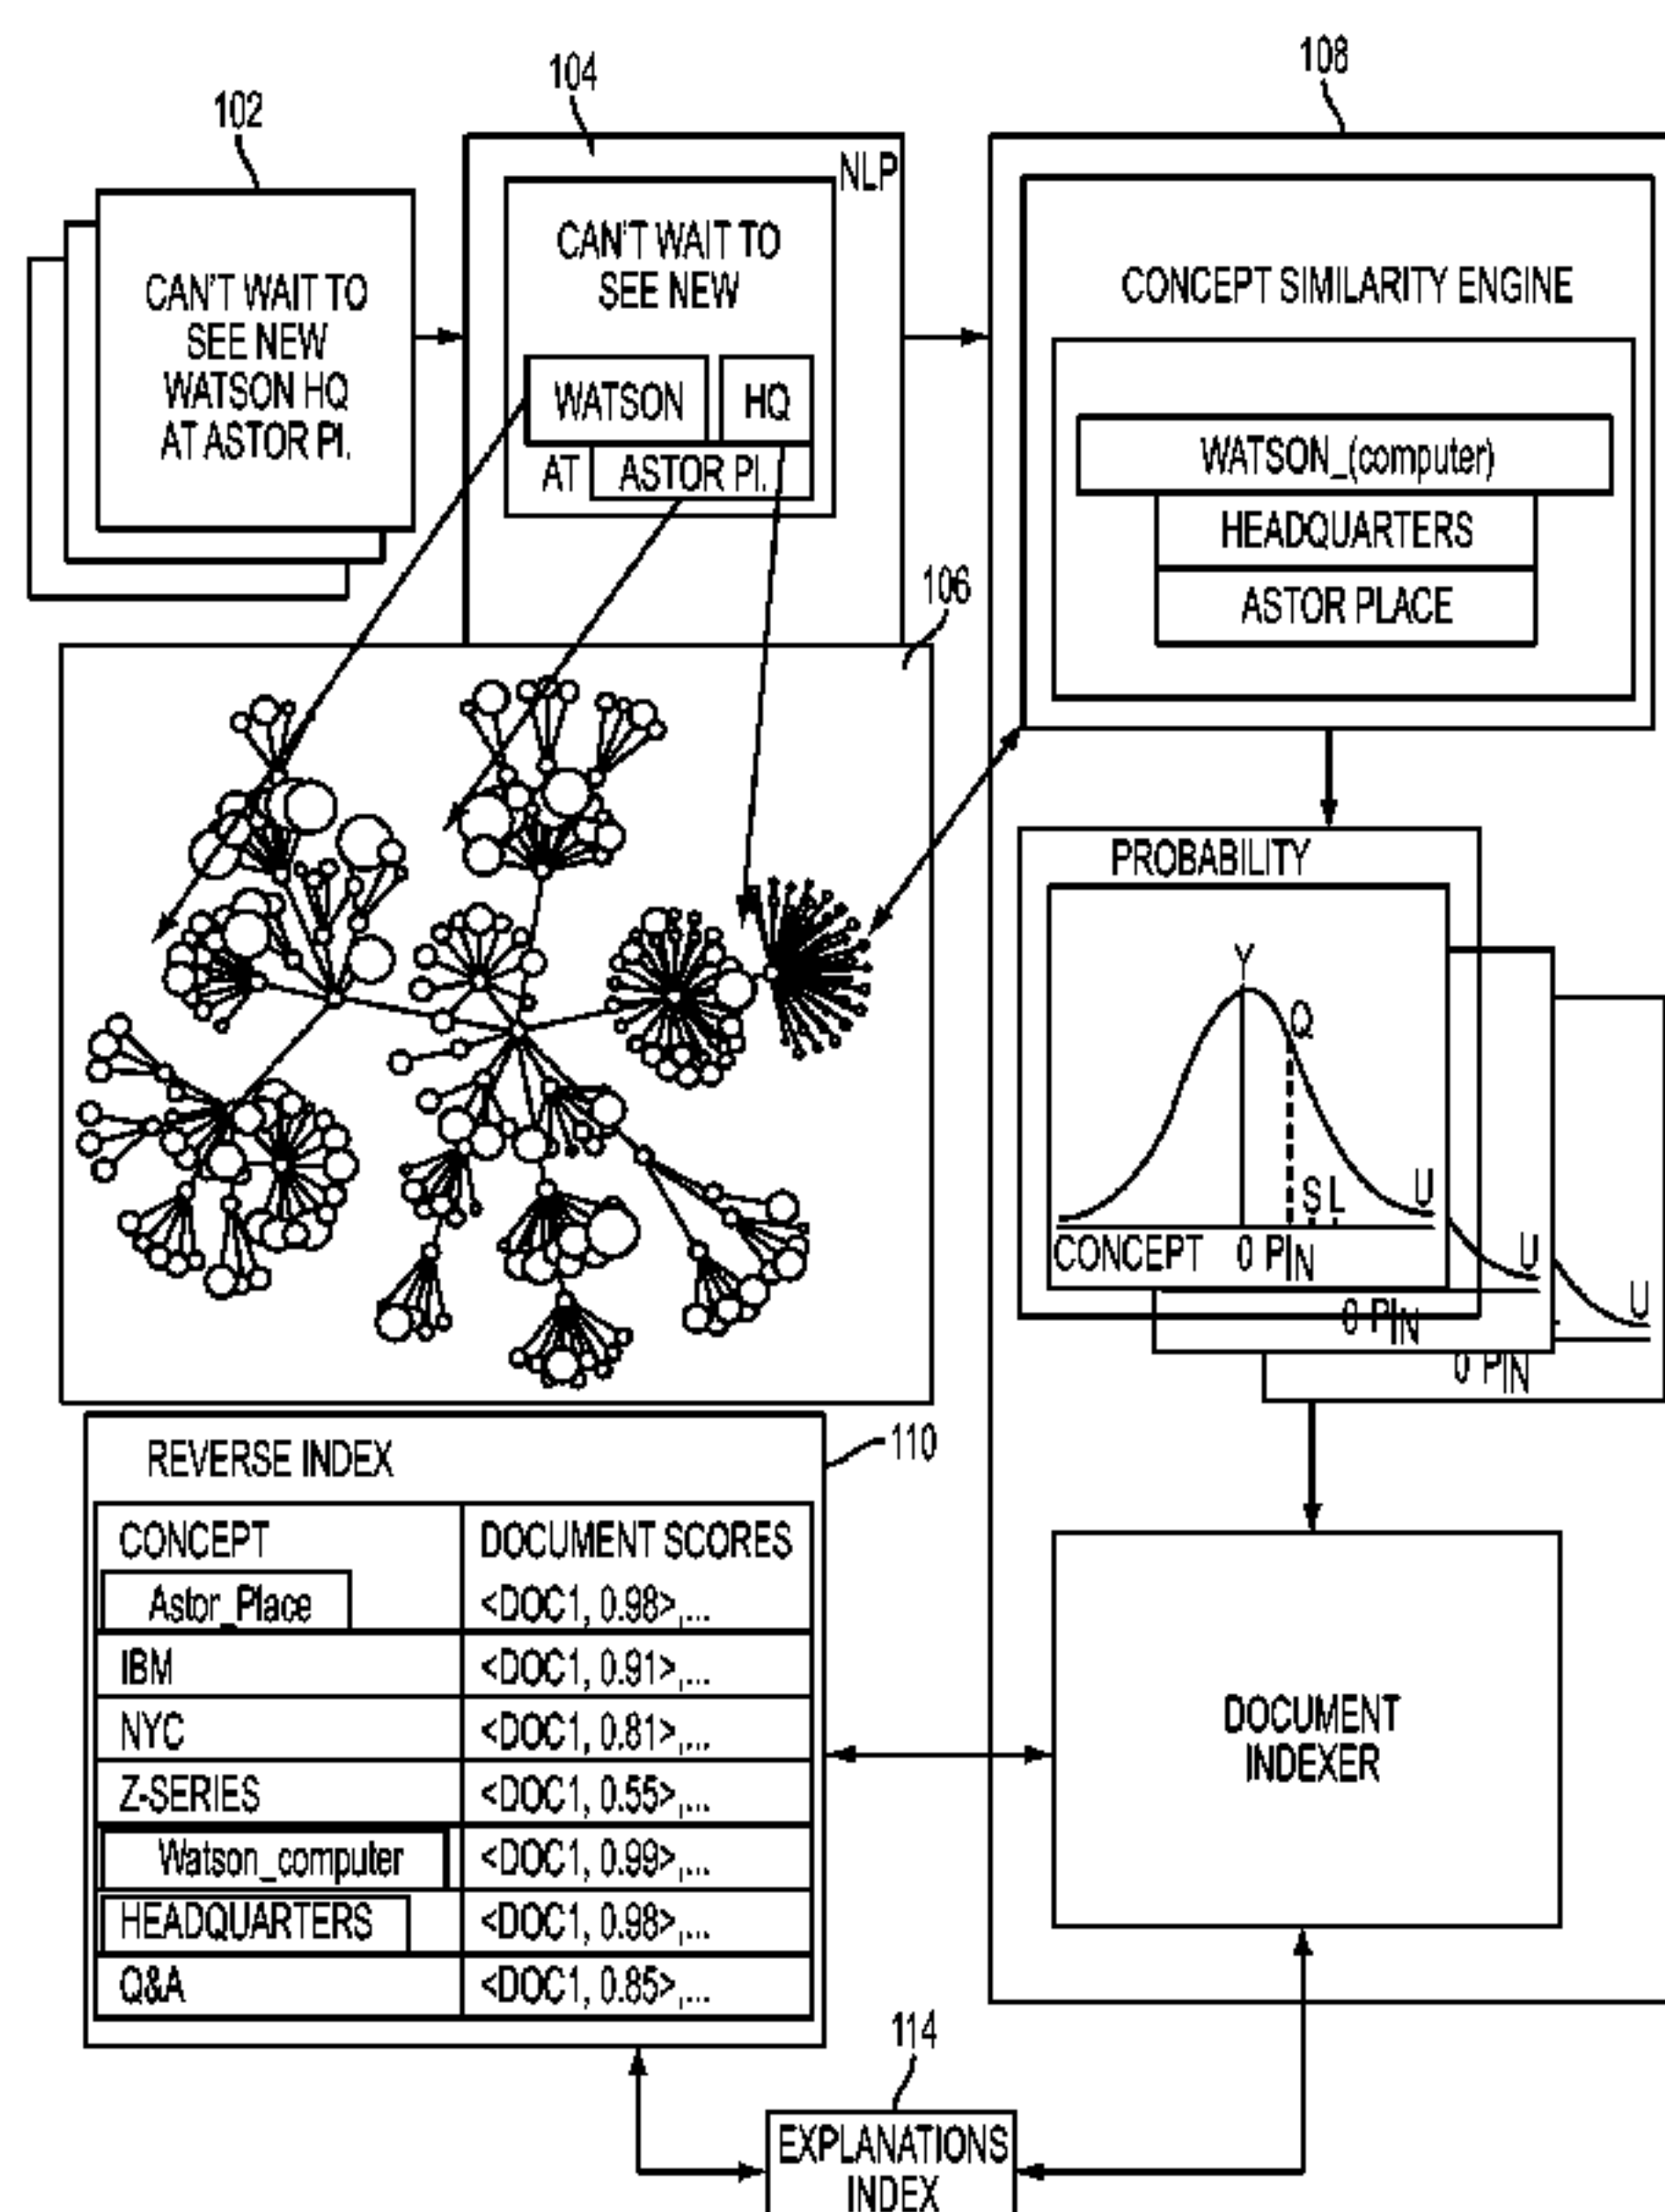 102
CAN'T WAIT TO
SEE NEW
WATSON HQ
AT ASTOR Pl.
104
NLP
CAN'T WAIT TO
SEE NEW
WATSON
HQ
AT
ASTOR Pl.
108
CONCEPT SIMILARITY ENGINE
WATSON_(computer)
HEADQUARTERS
ASTOR PLACE
106
PROBABILITY
Y
Q
S L
U
CONCEPT
0 PIN
U
0 PIN
U
0 PIN
REVERSE INDEX
110
CONCEPT
DOCUMENT SCORES
Astor_Place
<DOC1, 0.98>,...
IBM
<DOC1, 0.91>,...
NYC
<DOC1, 0.81>,...
Z-SERIES
<DOC1, 0.55>,...
Watson_computer
<DOC1, 0.99>,...
HEADQUARTERS
<DOC1, 0.98>,...
Q&A
<DOC1, 0.85>,...
DOCUMENT
INDEXER
114
EXPLANATIONS
INDEX